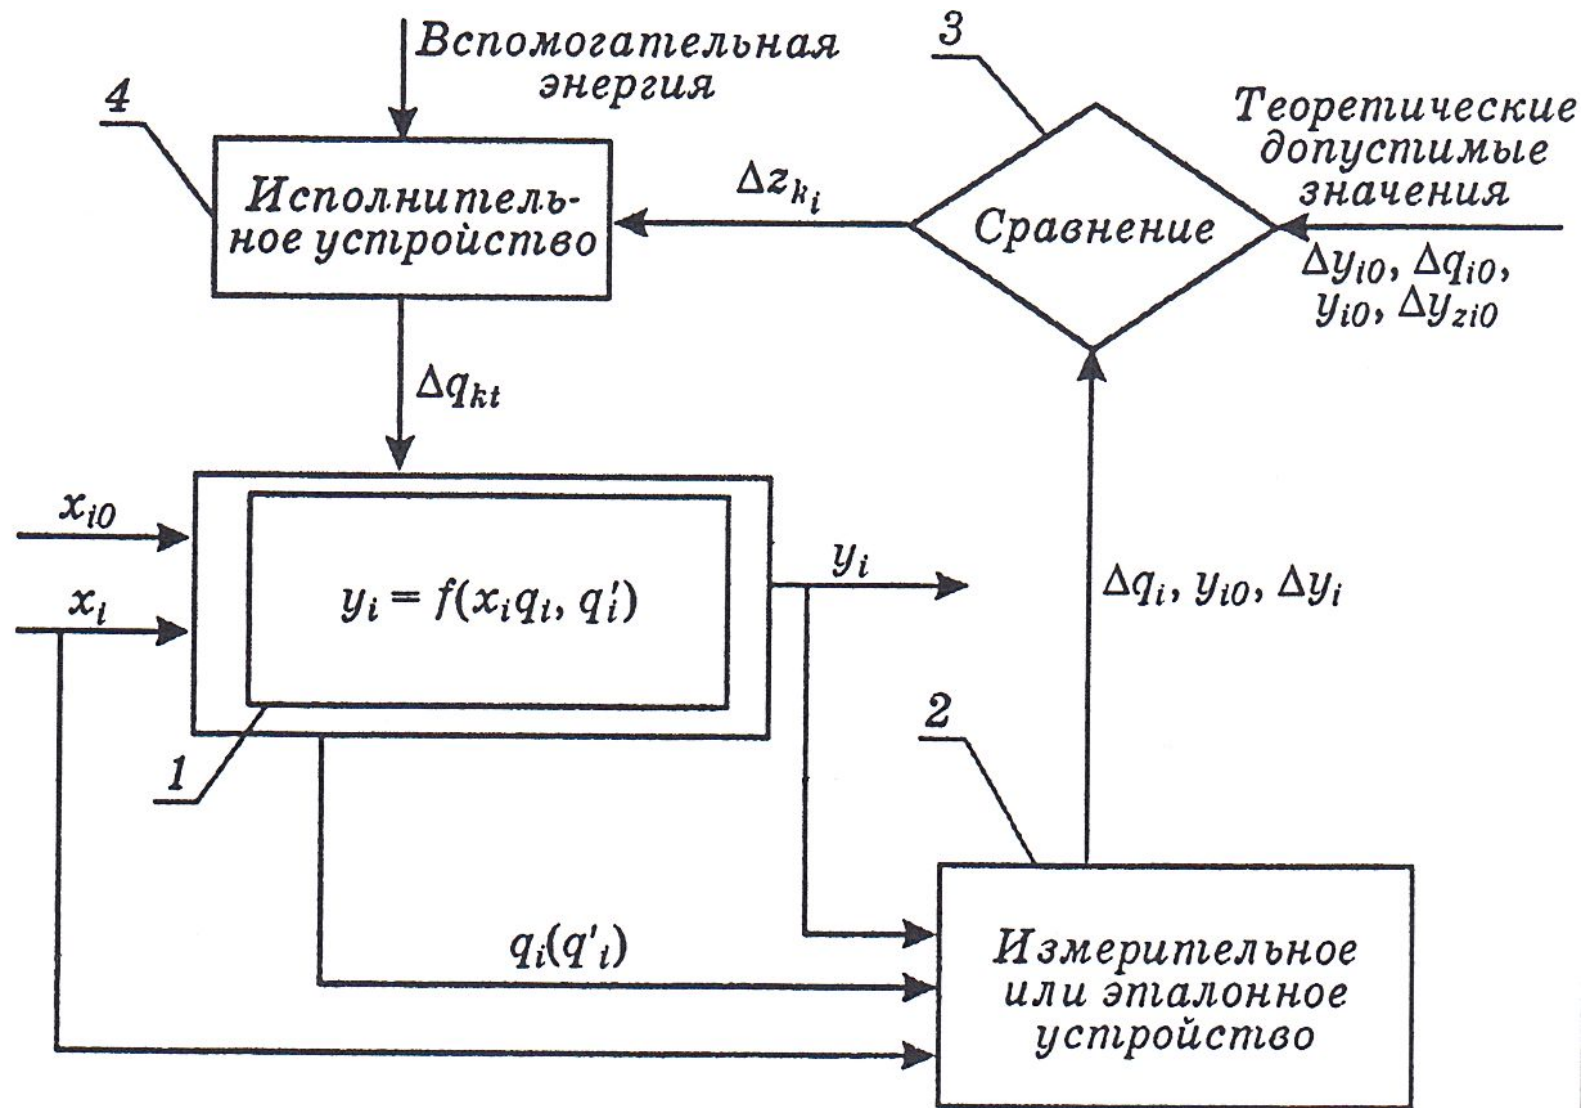 Вспомогательная
энергия
3
4
Теоретические
допустимые
значения
Исполнитель-
ное устройство
Δz_{k_i}
Сравнение
Δy_{i0}, Δq_{i0},
y_{i0}, Δy_{zi0}
Δq_{kt}
x_{i0}
x_i
y_i = f(x_i q_i, q'_i)
y_i
Δq_i, y_{i0}, Δy_i
1
2
q_i(q'_i)
Измерительное
или эталонное
устройство